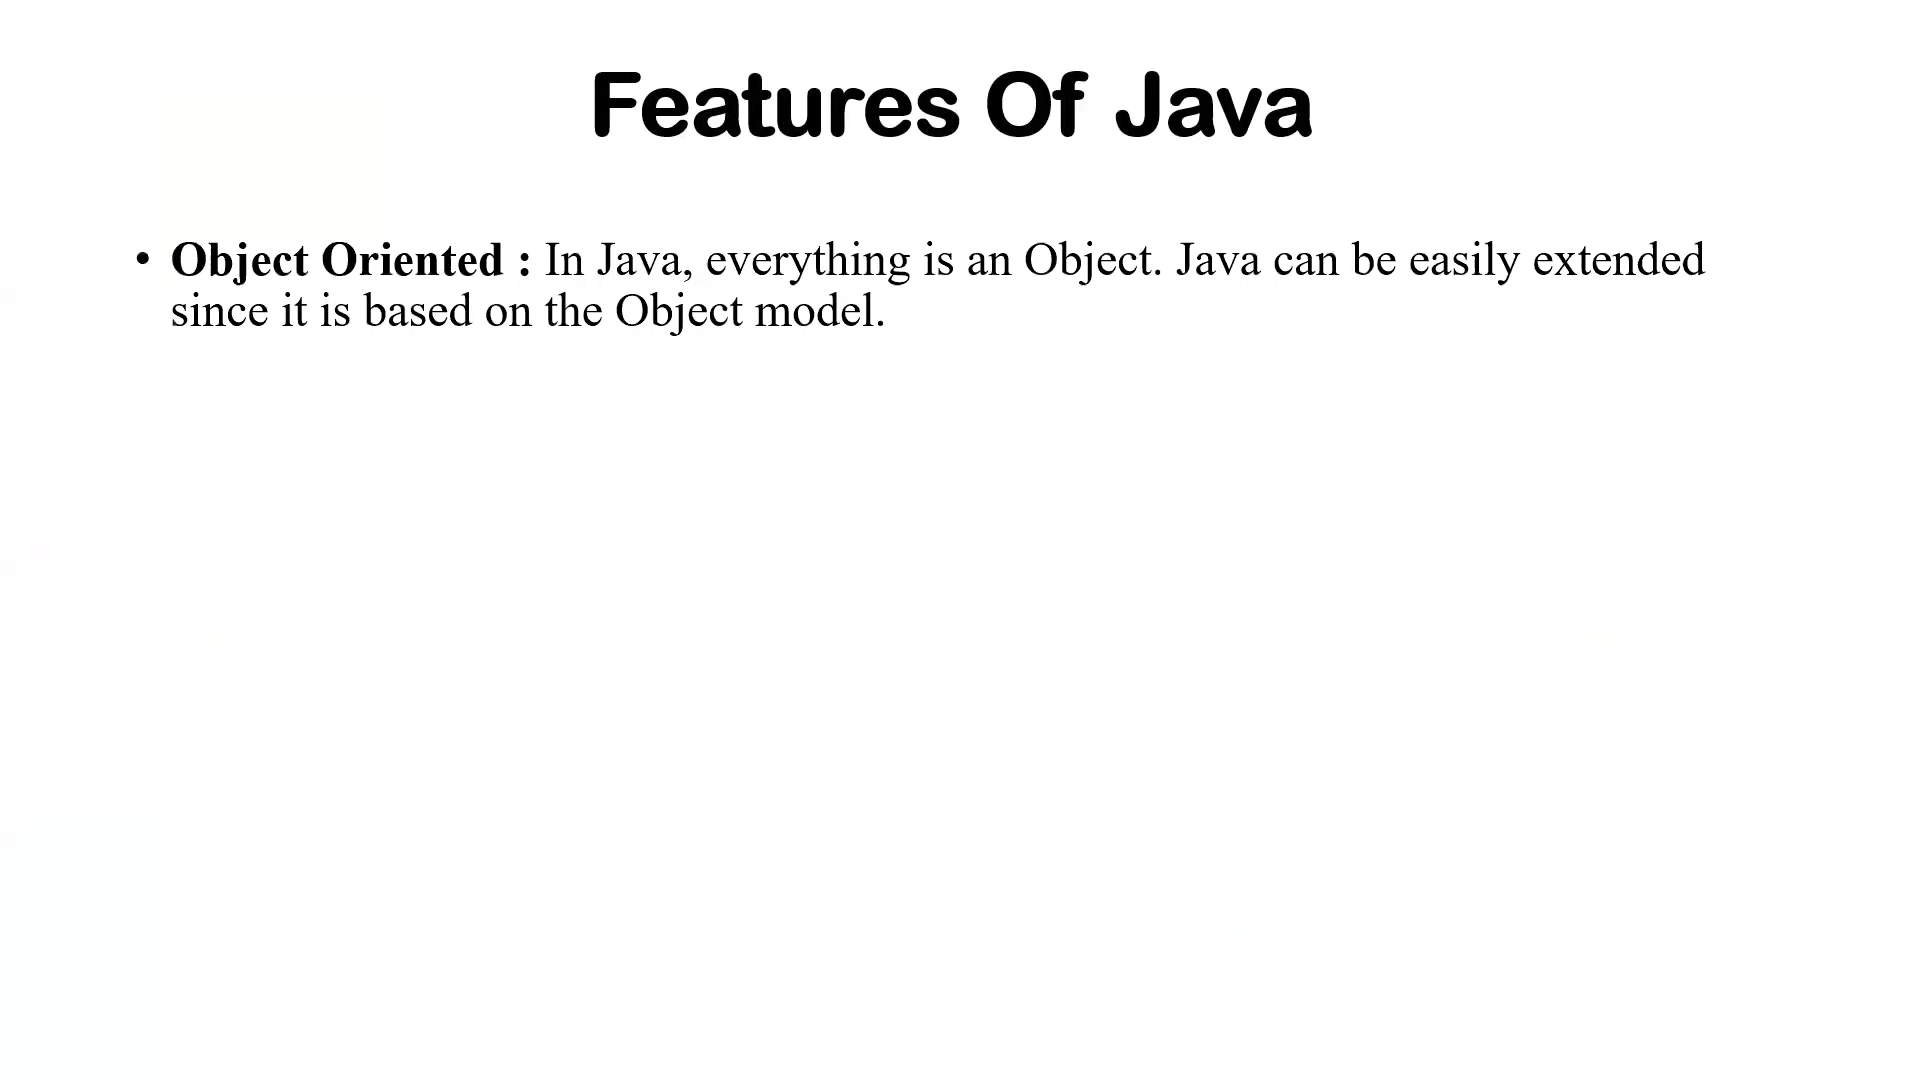 Features Of Java
• Object Oriented : In Java, everything is an Object. Java can be easily extended
since it is based on the Object model.